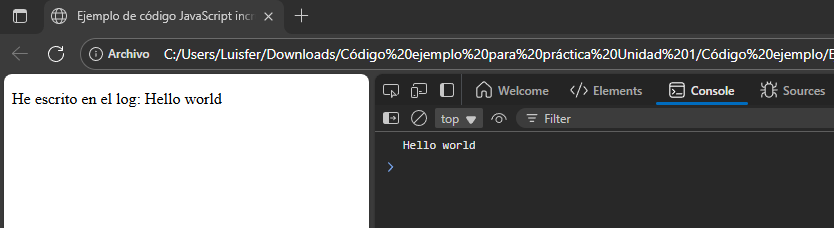 Ejemplo de código JavaScript incr
Archivo C:/Users/Luisfer/Downloads/Código%20ejemplo%20para%20práctica%20Unidad%201/Código%20ejemplo/E
He escrito en el log: Hello world
Welcome Elements Console Sources
top Filter
Hello world